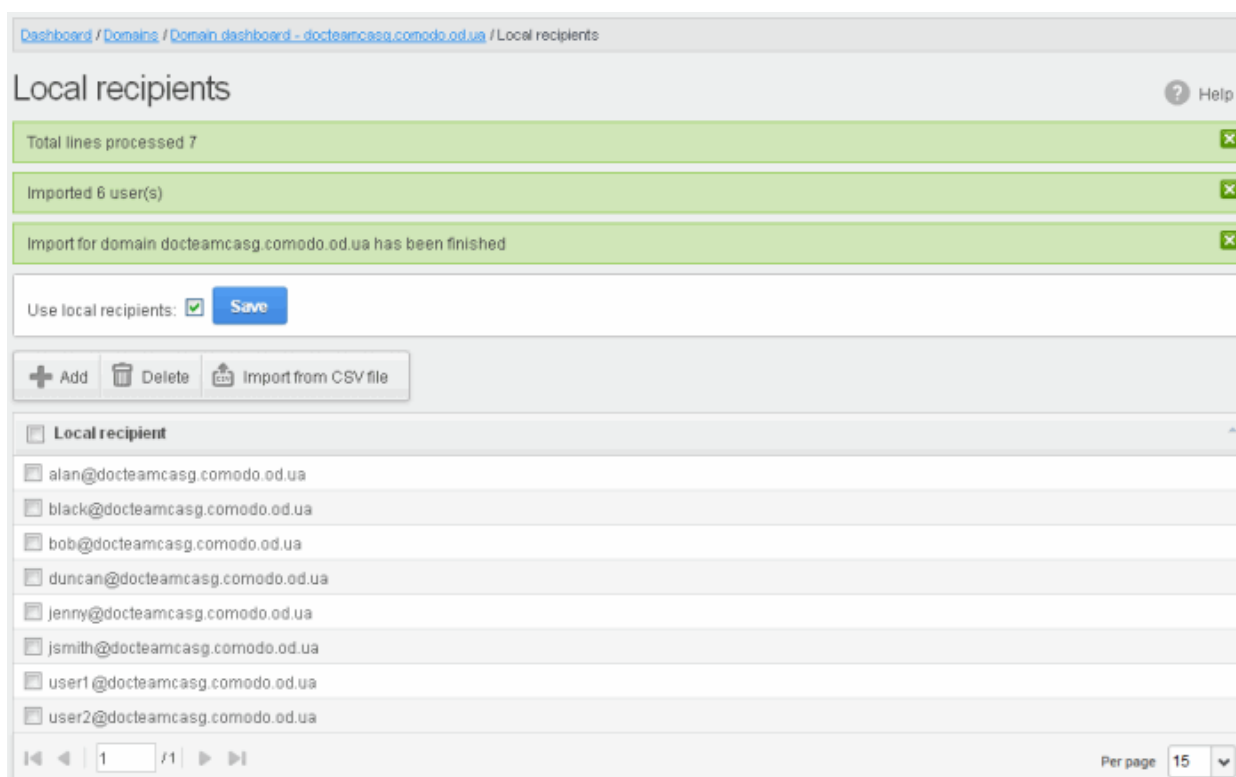 Dashboard / Domains / Domain dashboard - docteamcasg.comodo.od.ua / Local recipients
Local recipients
Help
Total lines processed 7
Imported 6 user(s)
Import for domain docteamcasg.comodo.od.ua has been finished
Use local recipients: Save
Add Delete Import from CSV file
Local recipient
alan@docteamcasg.comodo.od.ua
black@docteamcasg.comodo.od.ua
bob@docteamcasg.comodo.od.ua
duncan@docteamcasg.comodo.od.ua
jenny@docteamcasg.comodo.od.ua
jsmith@docteamcasg.comodo.od.ua
user1@docteamcasg.comodo.od.ua
user2@docteamcasg.comodo.od.ua
1 /1 Per page 15